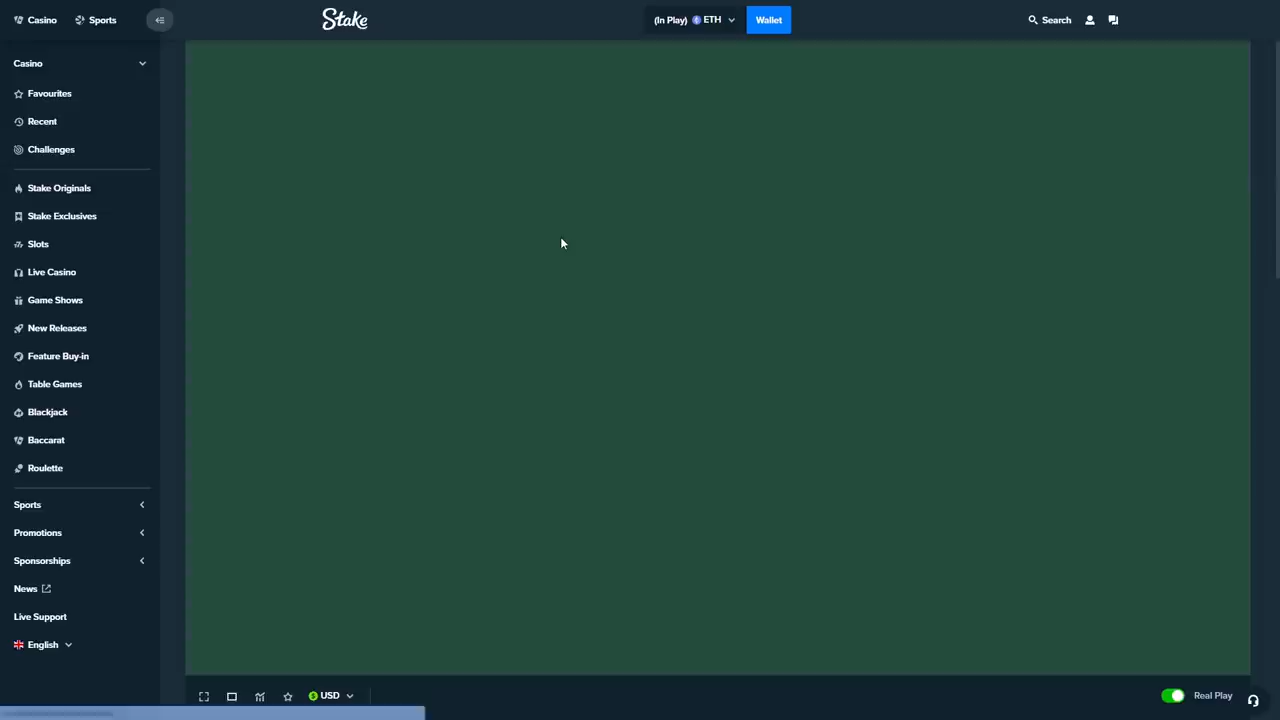 Casino
Sports
Stake
(In Play) ETH
Wallet
Search
Casino
Favourites
Recent
Challenges
Stake Originals
Stake Exclusives
Slots
Live Casino
Game Shows
New Releases
Feature Buy-in
Table Games
Blackjack
Baccarat
Roulette
Sports
Promotions
Sponsorships
News
Live Support
English
USD
Real Play